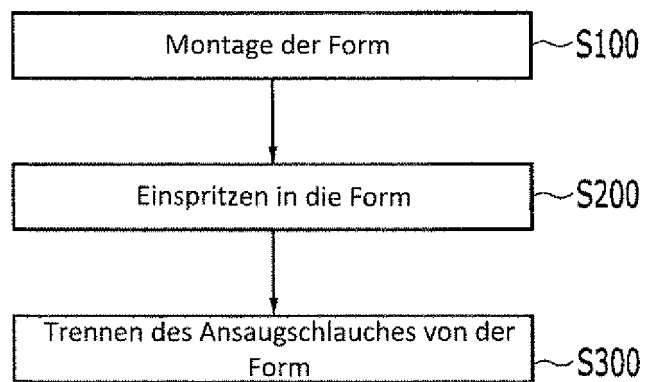 Montage der Form
S100
Einspritzen in die Form
S200
Trennen des Ansaugschlauches von der
Form
S300